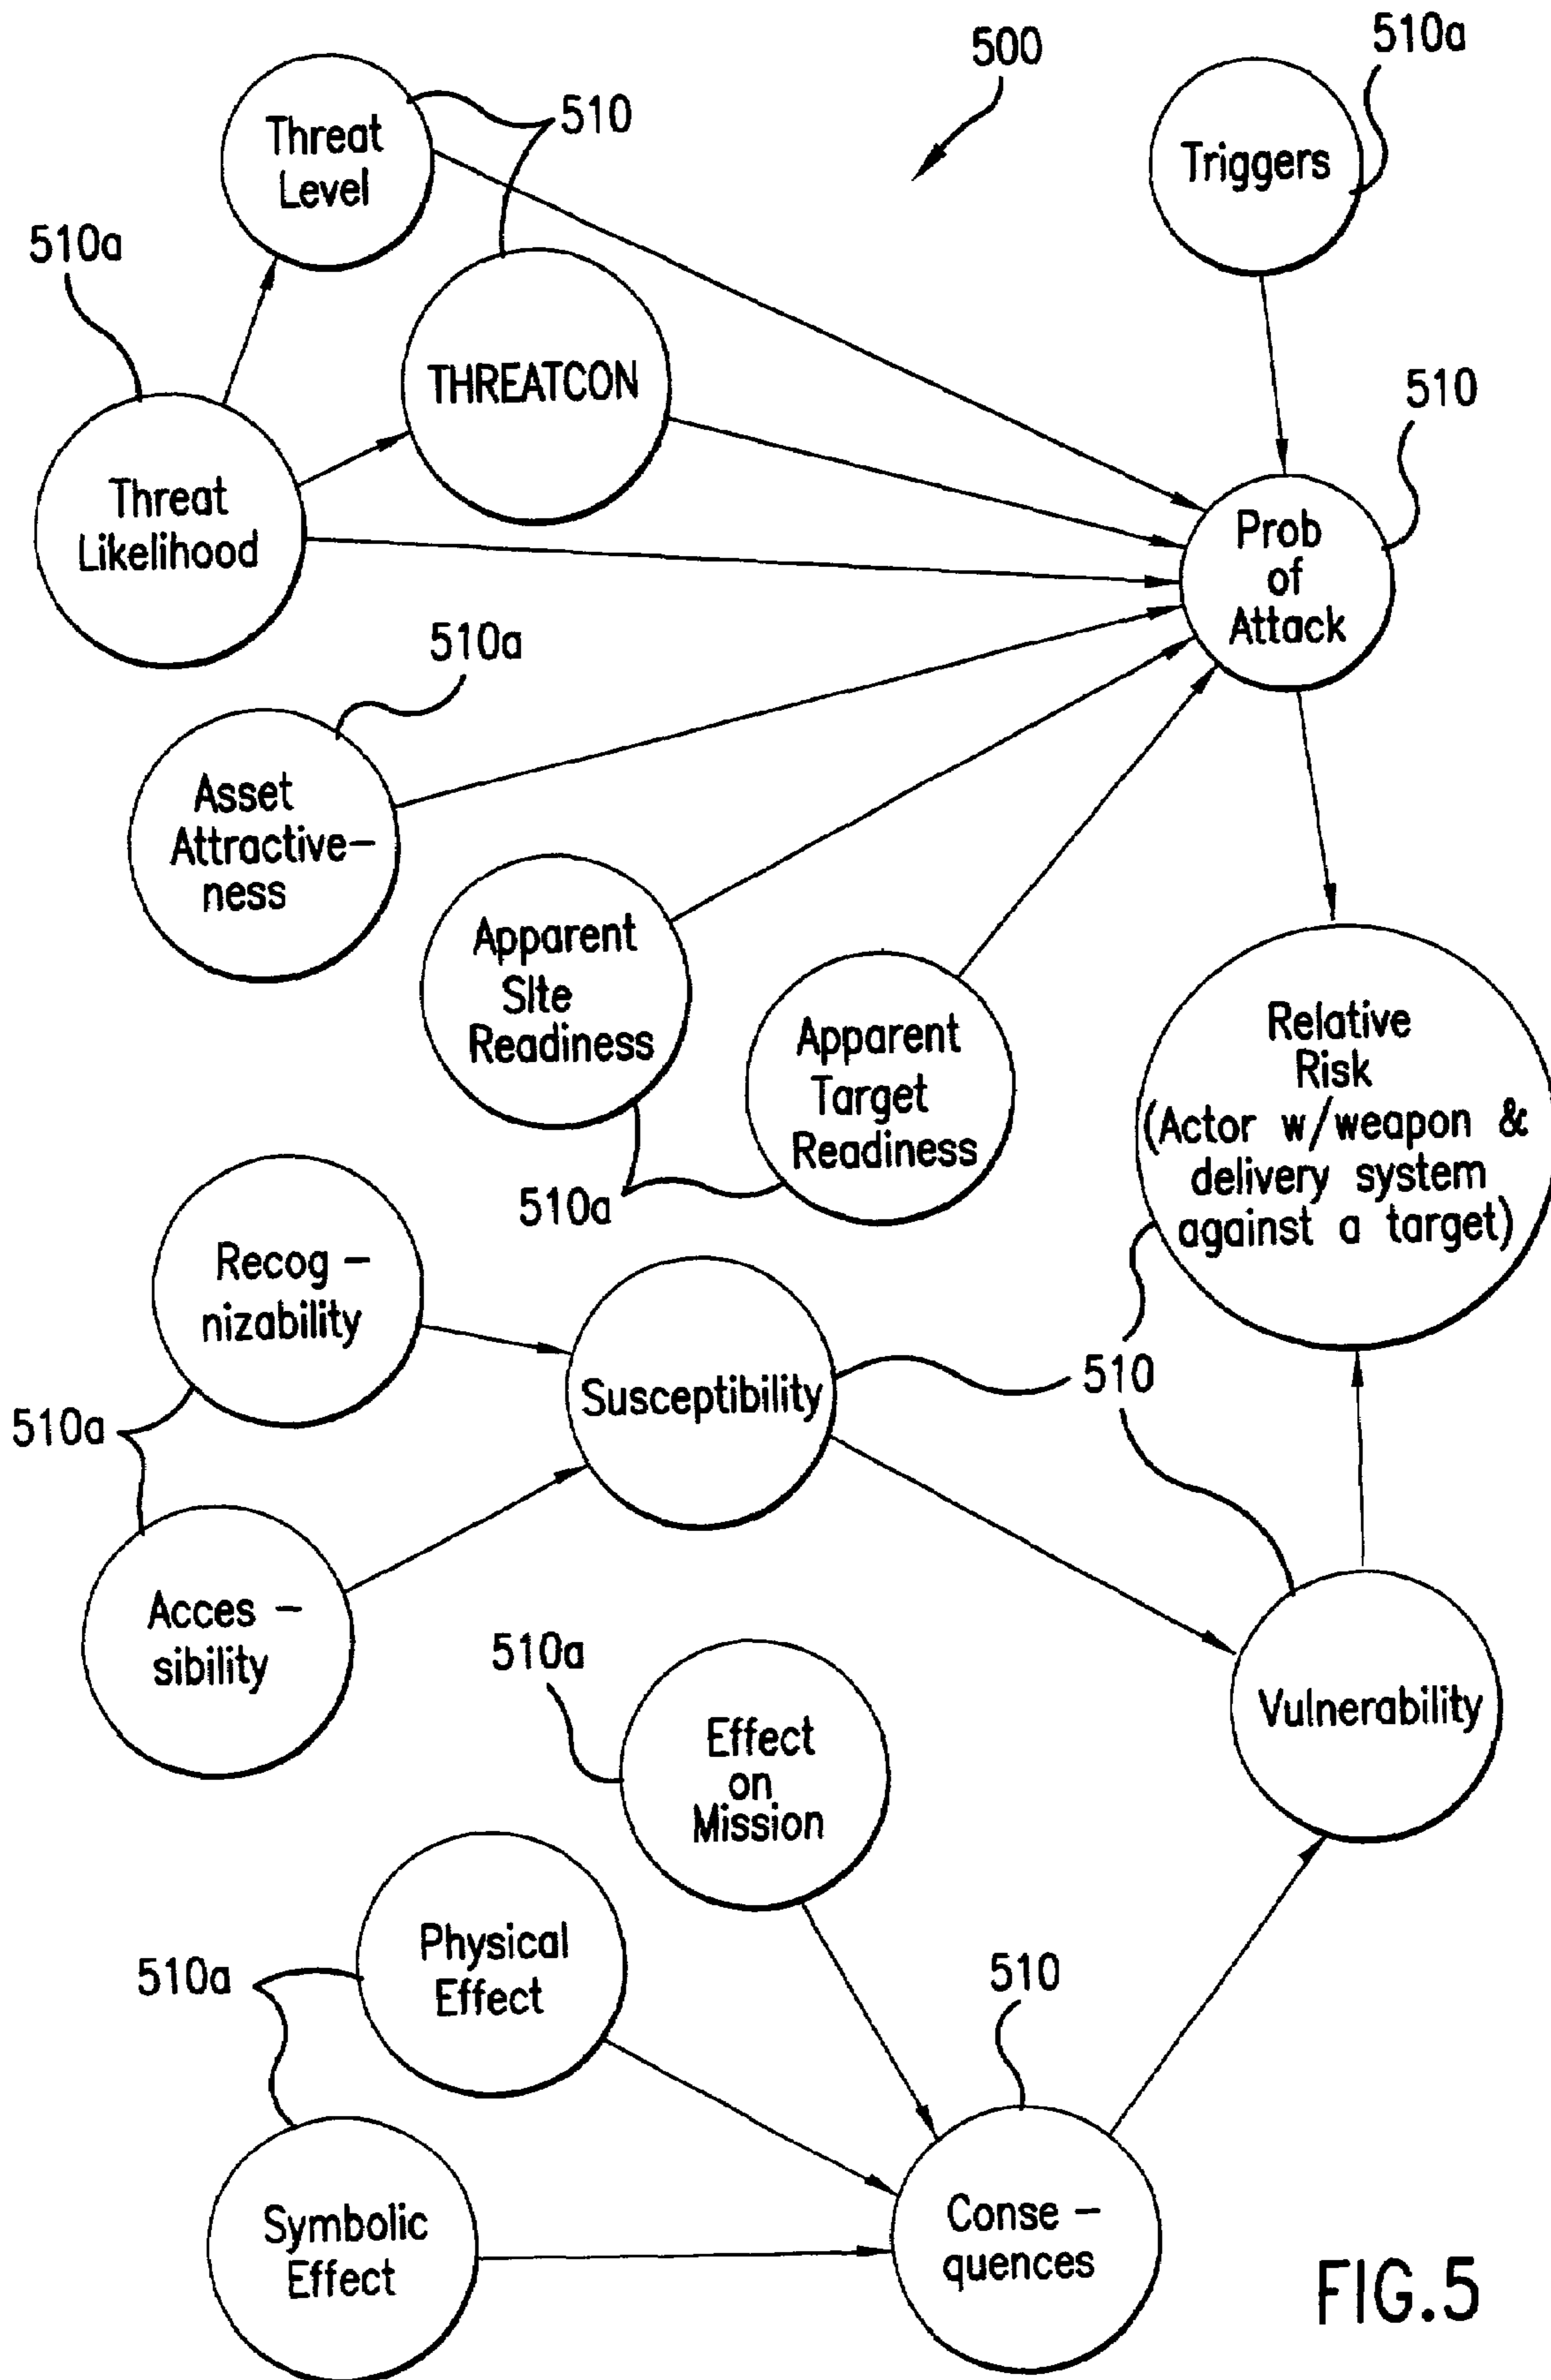 500
510a
Triggers
Threat
Level
510
510a
THREATCON
510
Threat
Likelihood
Prob
of
Attack
510a
Asset
Attractive-
ness
Apparent
SIte
Readiness
Apparent
Target
Readiness
510a
Relative
Risk
(Actor w/weapon &
delivery system
against a target)
Recog -
nizability
Susceptibility
510
510a
Acces -
sibility
510a
Effect
on
Mission
Vulnerability
Physical
Effect
510a
510
Symbolic
Effect
Conse -
quences
FIG.5